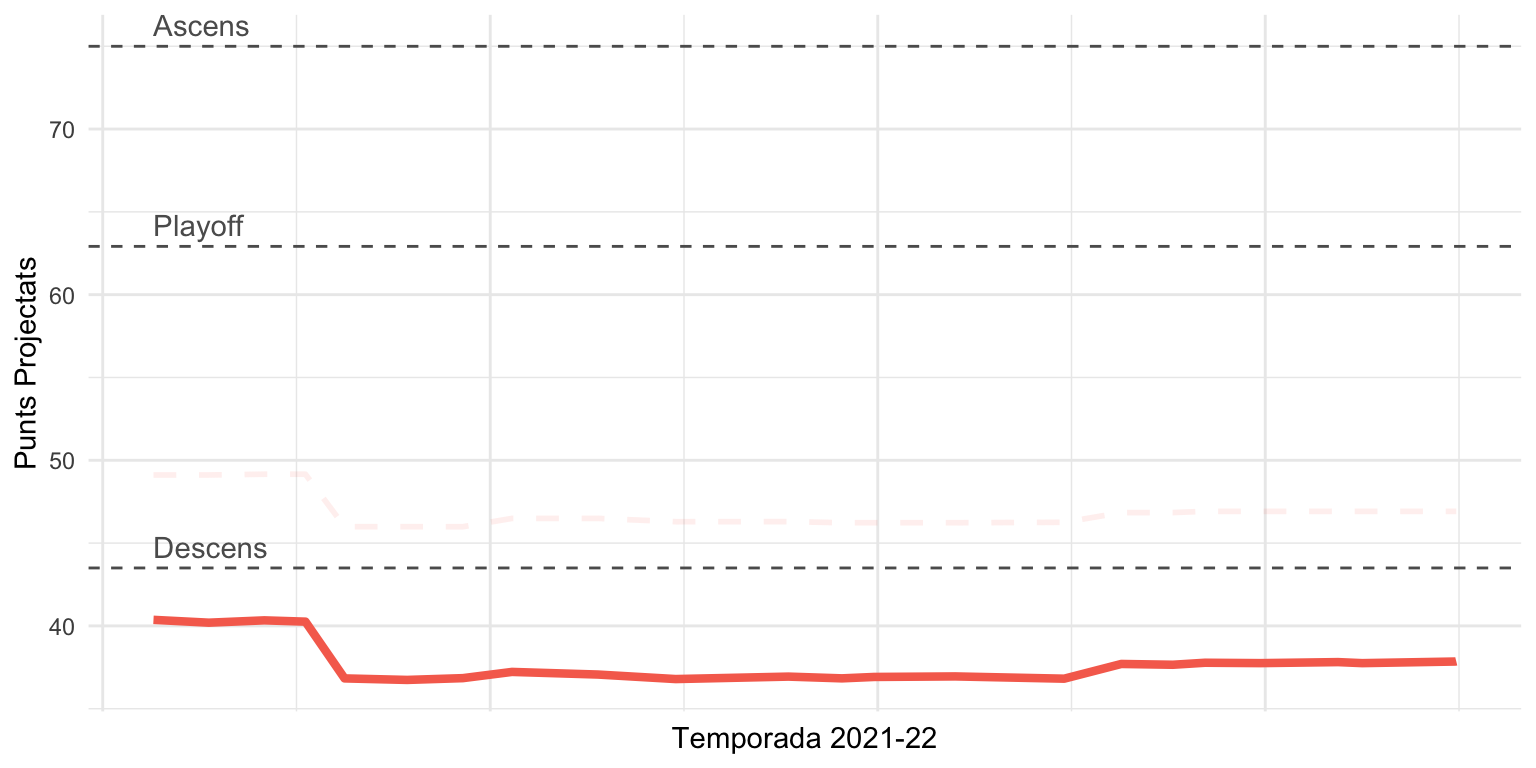 Ascens
70
Playoff
60
Punts Projectats
50
Descens
40
Temporada 2021-22